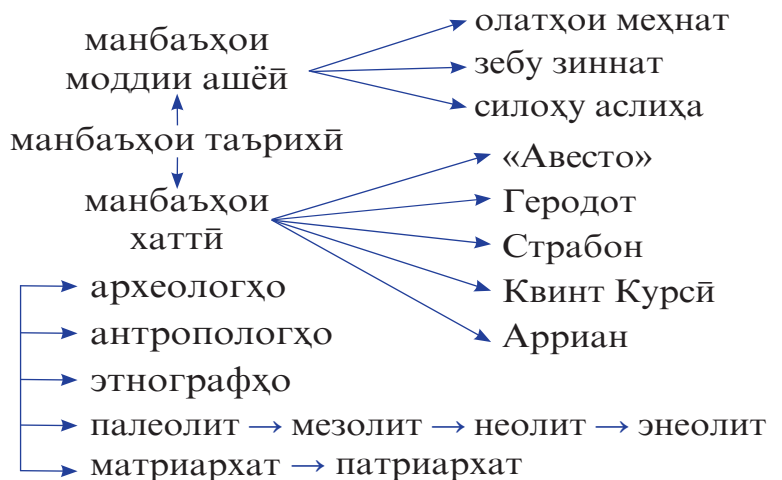 манбаъҳои
моддии ашёӣ
олатҳои меҳнат
зебу зиннат
силоҳу аслиҳа
манбаъҳои таърихӣ
манбаъҳои
хаттӣ
«Авесто»
Геродот
Страбон
Квинт Курсӣ
Арриан
археологҳо
антропологҳо
этнографҳо
палеолит → мезолит → неолит → энеолит
матриархат → патриархат